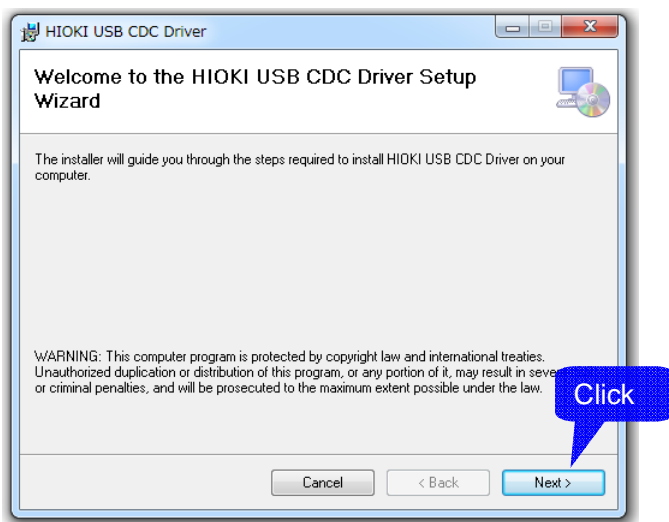 HIOKI USB CDC Driver
Welcome to the HIOKI USB CDC Driver Setup
Wizard
The installer will guide you through the steps required to install HIOKI USB CDC Driver on your
computer.
WARNING: This computer program is protected by copyright law and international treaties.
Unauthorized duplication or distribution of this program, or any portion of it, may result in
or criminal penalties, and will be prosecuted to the maximum extent possible under the law.
Click
Cancel
< Back
Next >